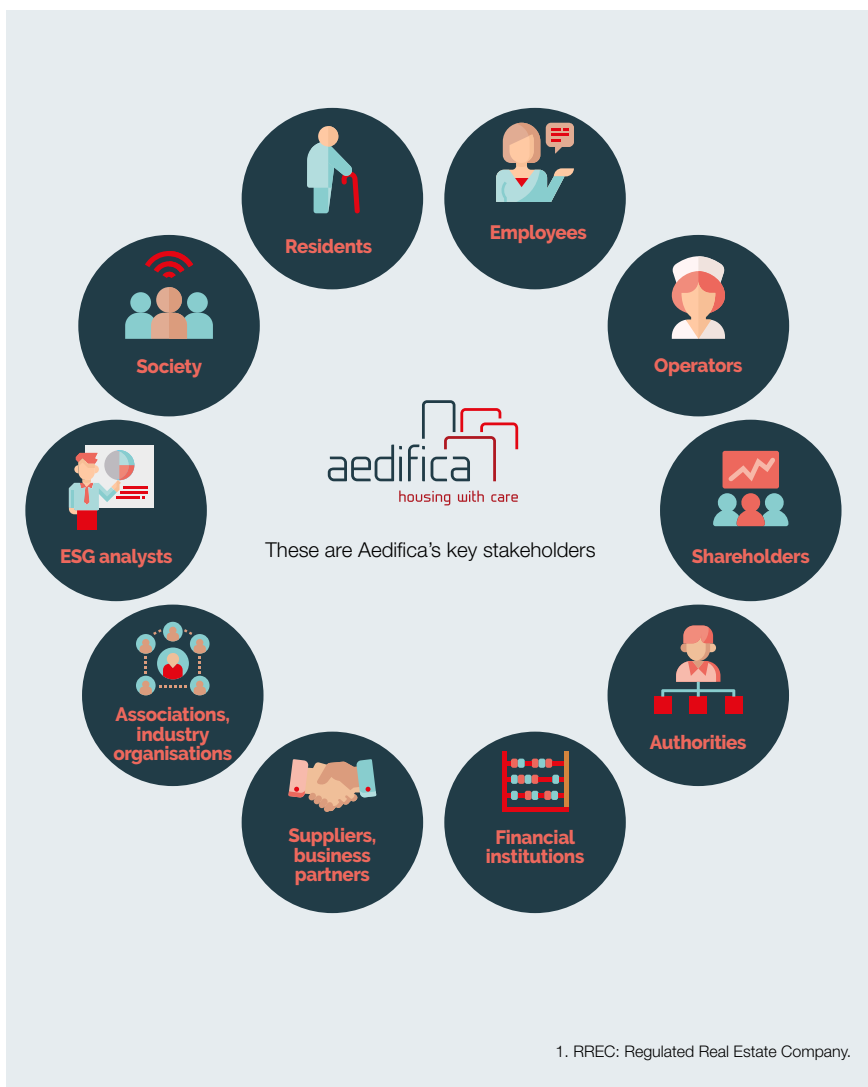 Residents
Employees
Society
Operators
aedifica
housing with care
ESG analysts
These are Aedifica's key stakeholders
Shareholders
Associations,
industry
organisations
Authorities
Suppliers,
business
partners
Financial
institutions
1. RREC: Regulated Real Estate Company.